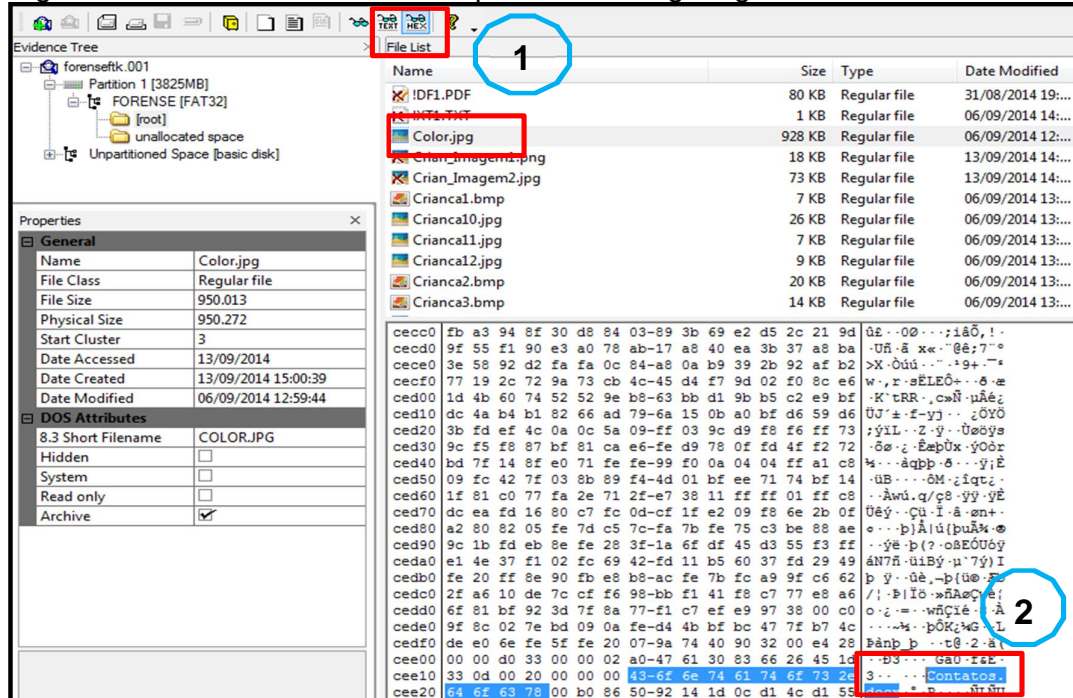 TEXT HEX
1
Evidence Tree
forenseftk.001
Partition 1 [3825MB]
FORENSE [FAT32]
[root]
unallocated space
Unpartitioned Space [basic disk]
File List
Name Size Type Date Modified
!DF1.PDF 80 KB Regular file 31/08/2014 19:...
!XT1.TXT 1 KB Regular file 06/09/2014 14:...
Color.jpg 928 KB Regular file 06/09/2014 12:...
Crian_Imagem1.png 18 KB Regular file 13/09/2014 14:...
Crian_Imagem2.jpg 73 KB Regular file 13/09/2014 14:...
Crianca1.bmp 7 KB Regular file 06/09/2014 13:...
Crianca10.jpg 26 KB Regular file 06/09/2014 13:...
Crianca11.jpg 7 KB Regular file 06/09/2014 13:...
Crianca12.jpg 9 KB Regular file 06/09/2014 13:...
Crianca2.bmp 20 KB Regular file 06/09/2014 13:...
Crianca3.bmp 14 KB Regular file 06/09/2014 13:...
Properties
General
Name Color.jpg
File Class Regular file
File Size 950.013
Physical Size 950.272
Start Cluster 3
Date Accessed 13/09/2014
Date Created 13/09/2014 15:00:39
Date Modified 06/09/2014 12:59:44
DOS Attributes
8.3 Short Filename COLOR.JPG
Hidden
System
Read only
Archive
cecc0 fb a3 94 8f 30 d8 84 03-89 3b 69 e2 d5 2c 21 9d
cecd0 9f 55 f1 90 e3 a0 78 ab-17 a8 40 ea 3b 37 a8 ba
cece0 3e 58 92 d2 fa fa 0c 84-a8 0a b9 39 2b 92 af b2
cecf0 77 19 2c 72 9a 73 cb 4c-45 d4 f7 9d 02 f0 8c e6
ced00 1d 4b 60 74 52 52 9e b8-63 bb d1 9b b5 c2 e9 bf
ced10 dc 4a b4 b1 82 66 ad 79-6a 15 0b a0 bf d6 59 d6
ced20 3b fd ef 4c 0a 0c 5a 09-ff 03 9c d9 f8 f6 ff 73
ced30 9c f5 f8 87 bf 81 ca e6-fe d9 78 0f fd 4f f2 72
ced40 bd 7f 14 8f e0 71 fe fe-99 f0 0a 04 04 ff a1 c8
ced50 09 fc 42 7f 03 8b 89 f4-4d 01 bf ee 71 74 bf 14
ced60 1f 81 c0 77 fa 2e 71 2f-e7 38 11 ff ff 01 ff c8
ced70 dc ea fd 16 80 c7 fc 0d-cf 1f e2 09 f8 6e 2b 0f
ced80 a2 80 82 05 fe 7d c5 7c-fa 7b fe 75 c3 be 88 ae
ced90 9c 1b fd eb 8e fe 28 3f-1a 6f df 45 d3 55 f3 ff
ceda0 e1 4e 37 f1 02 fc 69 42-fd 11 b5 60 37 fd 29 49
cedb0 fe 20 ff 8e 90 fb e8 b8-ac fe 7b fc a9 9f c6 62
cedc0 2f a6 10 de 7c cf f6 98-bb f1 41 f8 c7 77 e8 a6
cedd0 6f 81 bf 92 3d 7f 8a 77-f1 c7 ef e9 97 38 00 c0
cede0 9f 8c 02 7e bd 09 0a fe-d4 4b bf bc 47 7f b7 4c
cedf0 de e0 6e fe 5f fe 20 07-9a 74 40 90 32 00 e4 28
cee00 00 00 d0 33 00 00 02 a0-47 61 30 83 66 26 45 1d
cee10 33 0d 00 20 00 00 00 43-6f 6e 74 61 74 6f 73 2e Contatos.
cee20 64 6f 63 78 00 b0 86 50-92 14 1d 0c d1 4c d1 55 docx
2